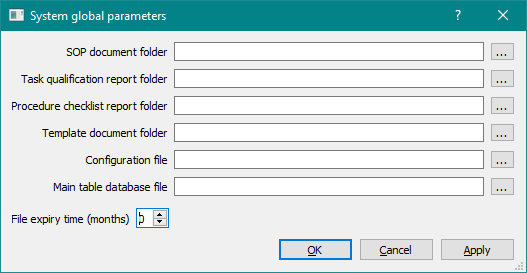 System global parameters
?
SOP document folder
...
Task qualification report folder
...
Procedure checklist report folder
...
Template document folder
...
Configuration file
...
Main table database file
...
File expiry time (months)
OK Cancel Apply